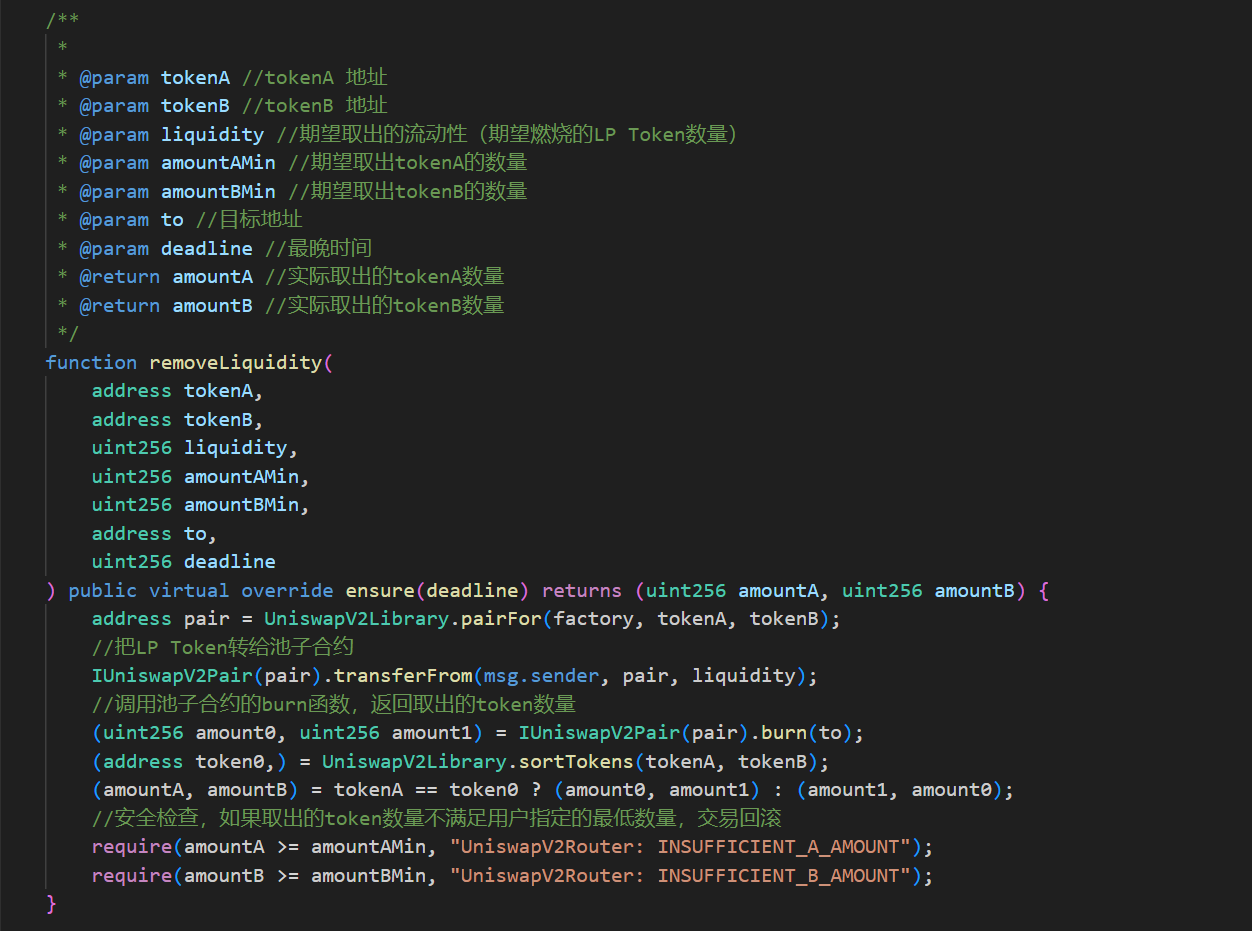 /**
 *
 * @param tokenA //tokenA 地址
 * @param tokenB //tokenB 地址
 * @param liquidity //期望取出的流动性（期望燃烧的LP Token数量）
 * @param amountAMin //期望取出tokenA的数量
 * @param amountBMin //期望取出tokenB的数量
 * @param to //目标地址
 * @param deadline //最晚时间
 * @return amountA //实际取出的tokenA数量
 * @return amountB //实际取出的tokenB数量
 */
function removeLiquidity(
    address tokenA,
    address tokenB,
    uint256 liquidity,
    uint256 amountAMin,
    uint256 amountBMin,
    address to,
    uint256 deadline
) public virtual override ensure(deadline) returns (uint256 amountA, uint256 amountB) {
    address pair = UniswapV2Library.pairFor(factory, tokenA, tokenB);
    //把LP Token转给池子合约
    IUniswapV2Pair(pair).transferFrom(msg.sender, pair, liquidity);
    //调用池子合约的burn函数，返回取出的token数量
    (uint256 amount0, uint256 amount1) = IUniswapV2Pair(pair).burn(to);
    (address token0,) = UniswapV2Library.sortTokens(tokenA, tokenB);
    (amountA, amountB) = tokenA == token0 ? (amount0, amount1) : (amount1, amount0);
    //安全检查，如果取出的token数量不满足用户指定的最低数量，交易回滚
    require(amountA >= amountAMin, "UniswapV2Router: INSUFFICIENT_A_AMOUNT");
    require(amountB >= amountBMin, "UniswapV2Router: INSUFFICIENT_B_AMOUNT");
}